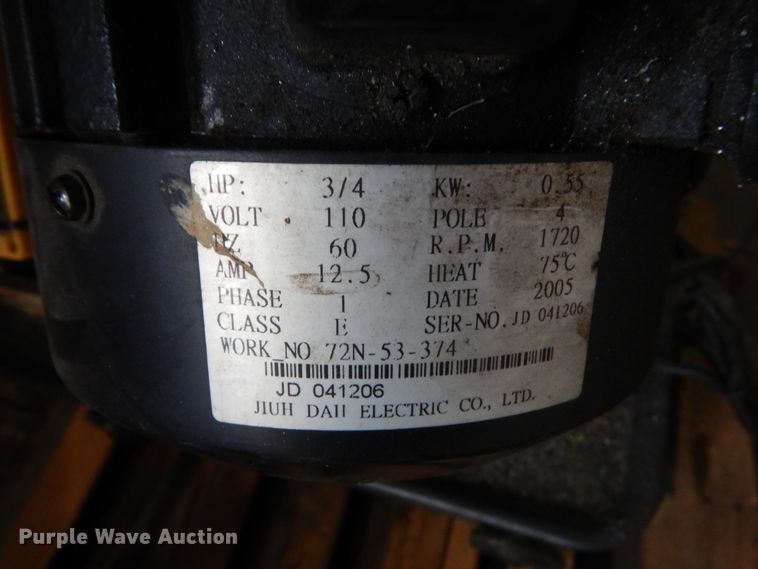 HP: 3/4 KW: 0.55
VOLT 110 POLE 4
HZ 60 R.P.M. 1720
AMP 12.5 HEAT 75℃
PHASE 1 DATE 2005
CLASS E SER-NO. JD 041206
WORK_NO 72N-53-374
JD 041206
JIUH DAH ELECTRIC CO., LTD.
Purple Wave Auction